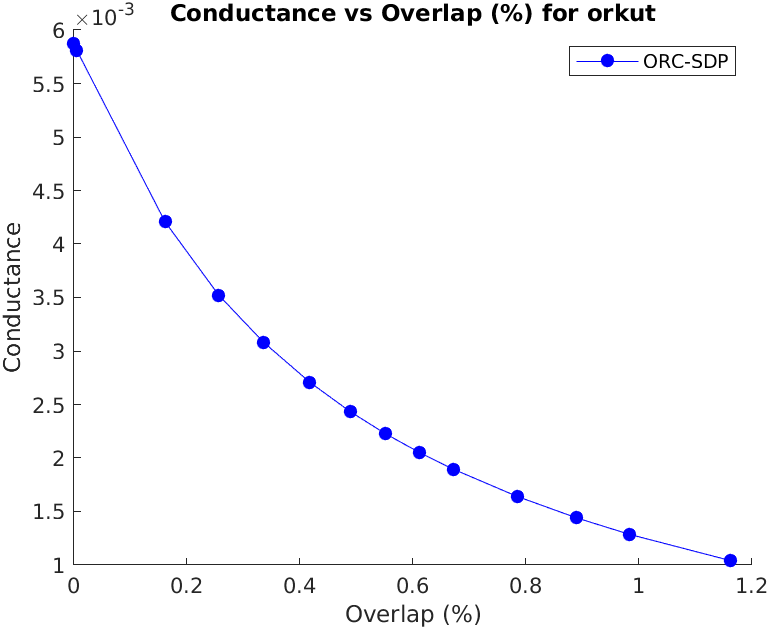 Conductance vs Overlap (%) for orkut
×10-3
ORC-SDP
6
5.5
5
4.5
4
3.5
3
2.5
2
1.5
1
Conductance
0 0.2 0.4 0.6 0.8 1 1.2
Overlap (%)